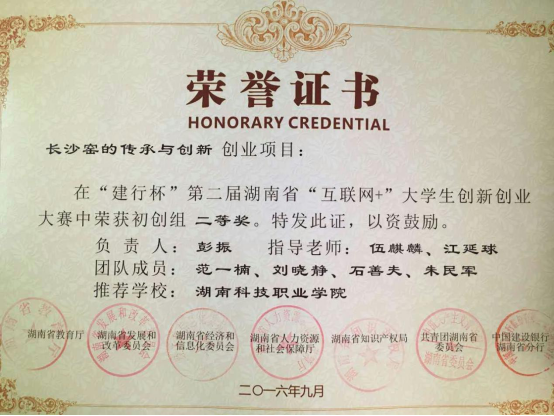 荣誉证书
HONORARY CREDENTIAL
长沙窑的传承与创新 创业项目：
在“建行杯”第二届湖南省“互联网+”大学生创新创业
大赛中荣获初创组 二等奖。特发此证，以资鼓励。
负责人：彭振 指导老师：伍麒麟、江延球
团队成员：范一楠、刘晓静、石善夫、朱民军
推荐学校：湖南科技职业学院
湖南省教育厅 湖南省发展和改革委员会 湖南省经济和信息化委员会 湖南省人力资源和社会保障厅 湖南省知识产权局 共青团湖南省委员会 中国建设银行湖南省分行
二〇一六年九月